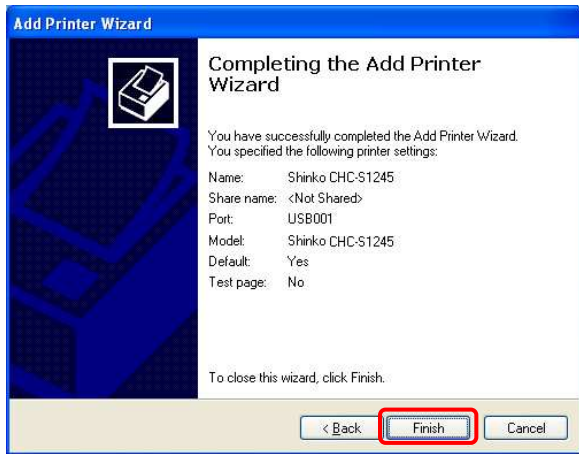 Add Printer Wizard
Completing the Add Printer
Wizard
You have successfully completed the Add Printer Wizard.
You specified the following printer settings:
Name: Shinko CHC-S1245
Share name: <Not Shared>
Port: USB001
Model: Shinko CHC-S1245
Default: Yes
Test page: No
To close this wizard, click Finish.
< Back Finish Cancel